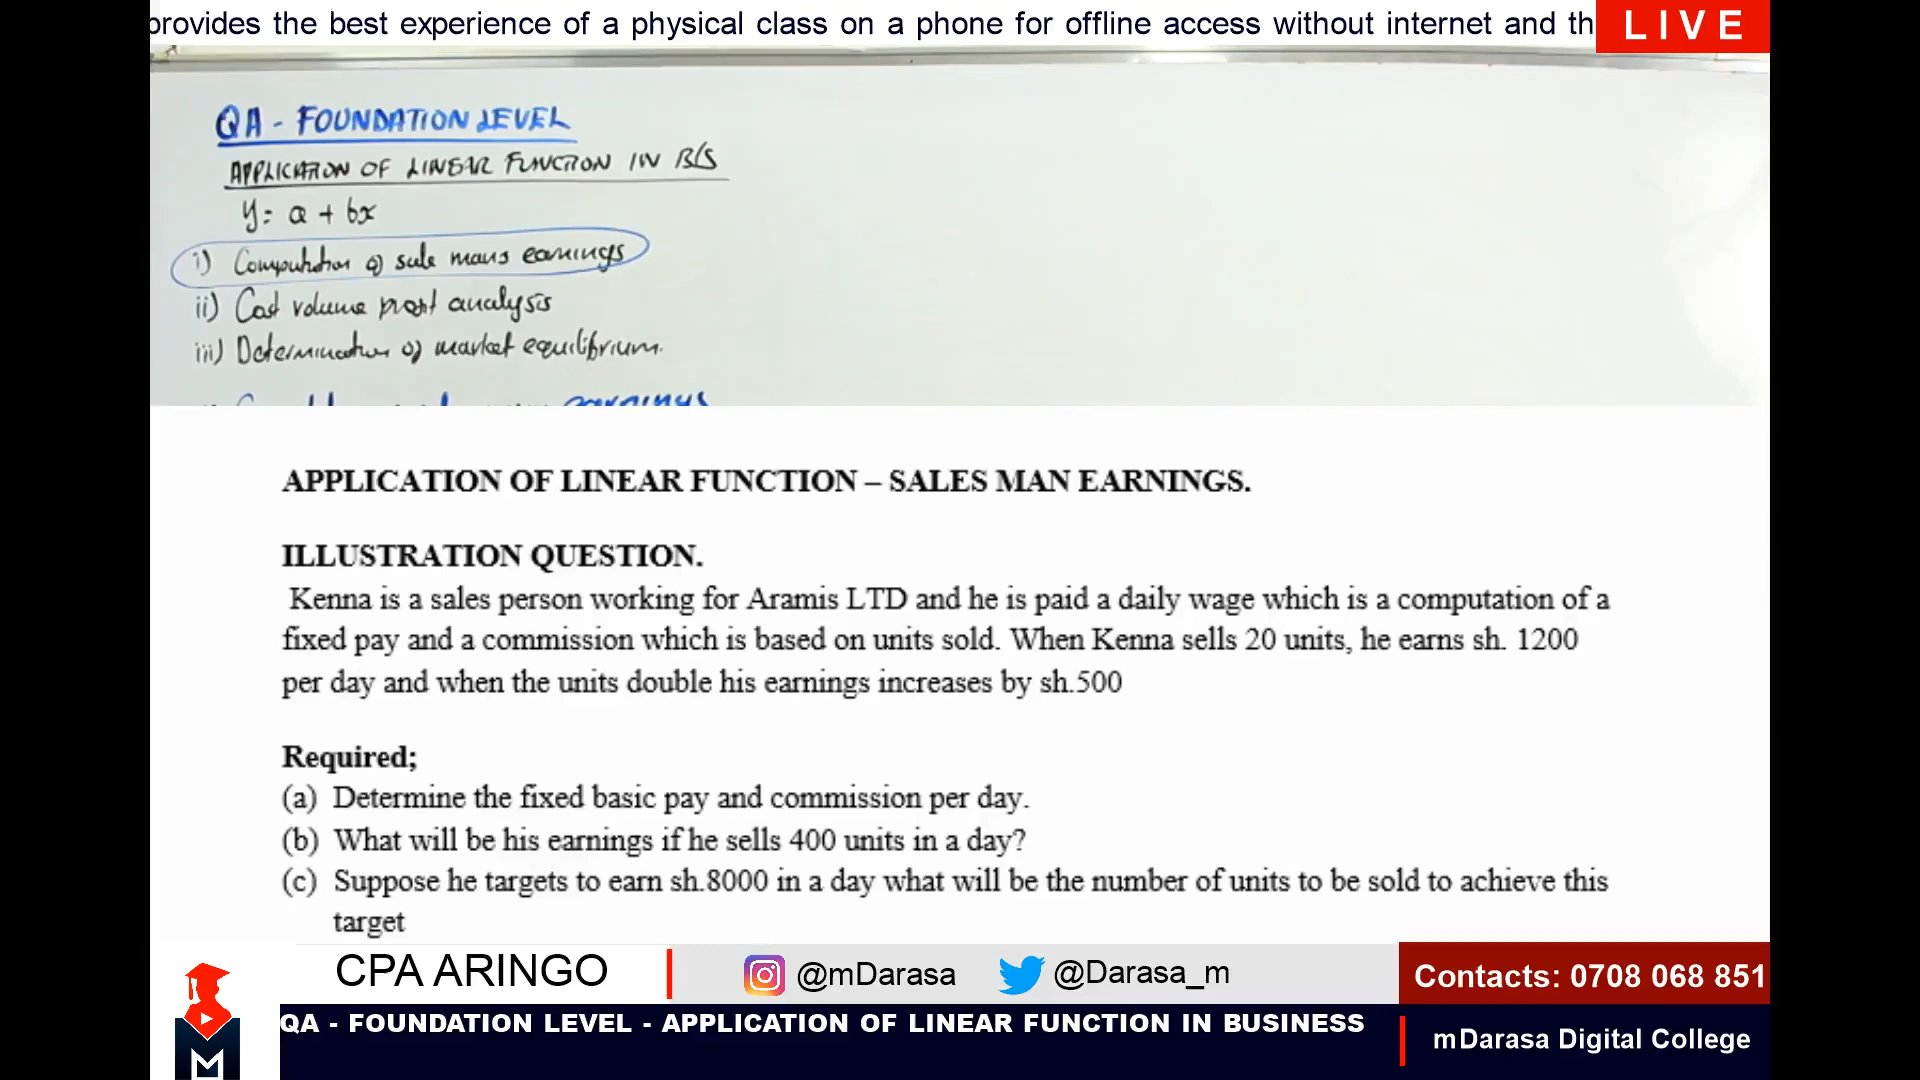 provides the best experience of a physical class on a phone for offline access without internet and th
LIVE
QA - FOUNDATION LEVEL
APPLICATION OF LINEAR FUNCTION IN B/S
y = a + bx
i) Computation of sale mans earnings
ii) Cost volume profit analysis
iii) Determination of market equilibrium.
earnings
APPLICATION OF LINEAR FUNCTION – SALES MAN EARNINGS.
ILLUSTRATION QUESTION.
Kenna is a sales person working for Aramis LTD and he is paid a daily wage which is a computation of a
fixed pay and a commission which is based on units sold. When Kenna sells 20 units, he earns sh. 1200
per day and when the units double his earnings increases by sh.500
Required;
(a) Determine the fixed basic pay and commission per day.
(b) What will be his earnings if he sells 400 units in a day?
(c) Suppose he targets to earn sh.8000 in a day what will be the number of units to be sold to achieve this
target
CPA ARINGO
@mDarasa
@Darasa_m
Contacts: 0708 068 851
M
QA - FOUNDATION LEVEL - APPLICATION OF LINEAR FUNCTION IN BUSINESS
mDarasa Digital College